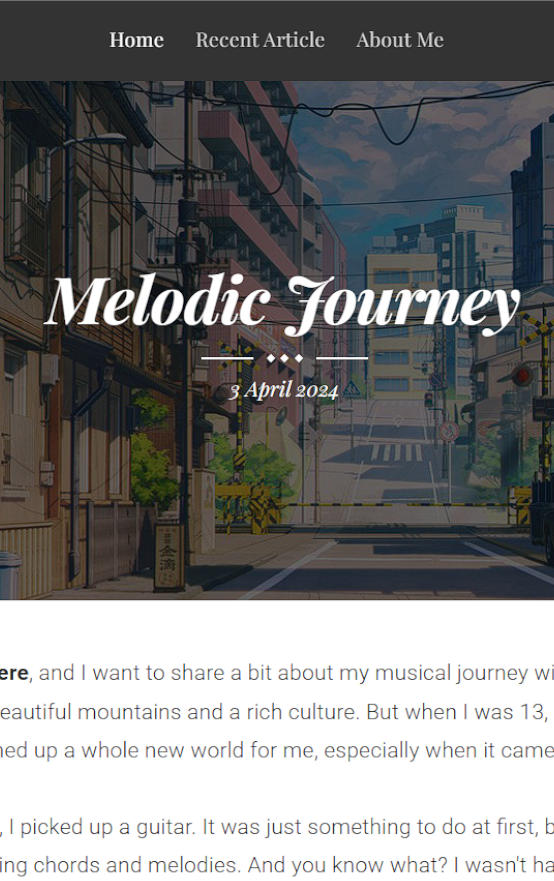 Home Recent Article About Me
Melodic Journey
3 April 2024
ere, and I want to share a bit about my musical journey wi
eautiful mountains and a rich culture. But when I was 13,
ned up a whole new world for me, especially when it came
, I picked up a guitar. It was just something to do at first, b
ing chords and melodies. And you know what? I wasn't ha